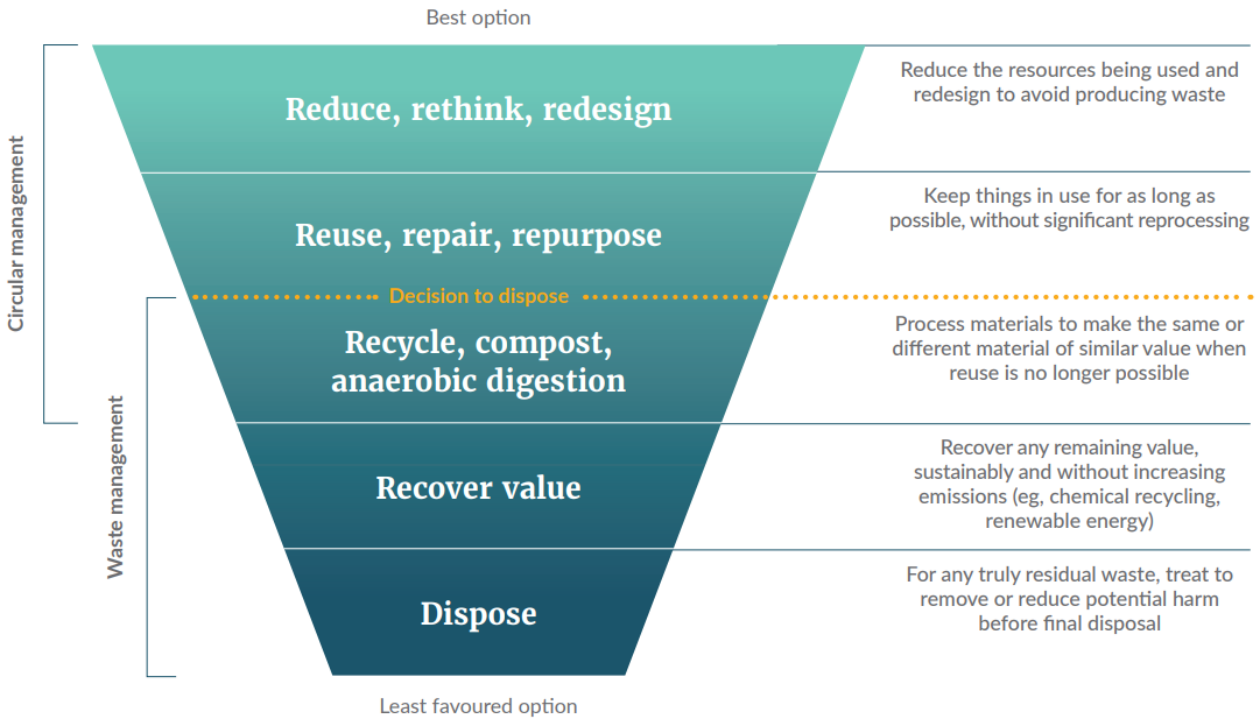 Best option
Circular management
Reduce, rethink, redesign
Reduce the resources being used and
redesign to avoid producing waste
Reuse, repair, repurpose
Keep things in use for as long as
possible, without significant reprocessing
Decision to dispose
Waste management
Recycle, compost,
anaerobic digestion
Process materials to make the same or
different material of similar value when
reuse is no longer possible
Recover value
Recover any remaining value,
sustainably and without increasing
emissions (eg, chemical recycling,
renewable energy)
Dispose
For any truly residual waste, treat to
remove or reduce potential harm
before final disposal
Least favoured option